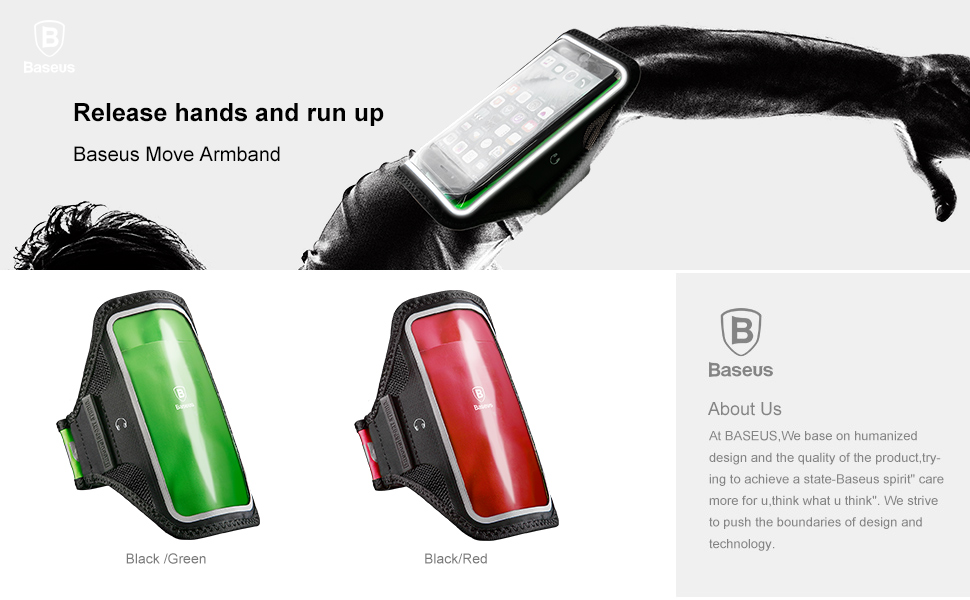 Baseus
Release hands and run up
Baseus Move Armband
Baseus
Baseus
Black /Green
Black/Red
Baseus
About Us
At BASEUS,We base on humanized
design and the quality of the product,try-
ing to achieve a state-Baseus spirit" care
more for u,think what u think". We strive
to push the boundaries of design and
technology.